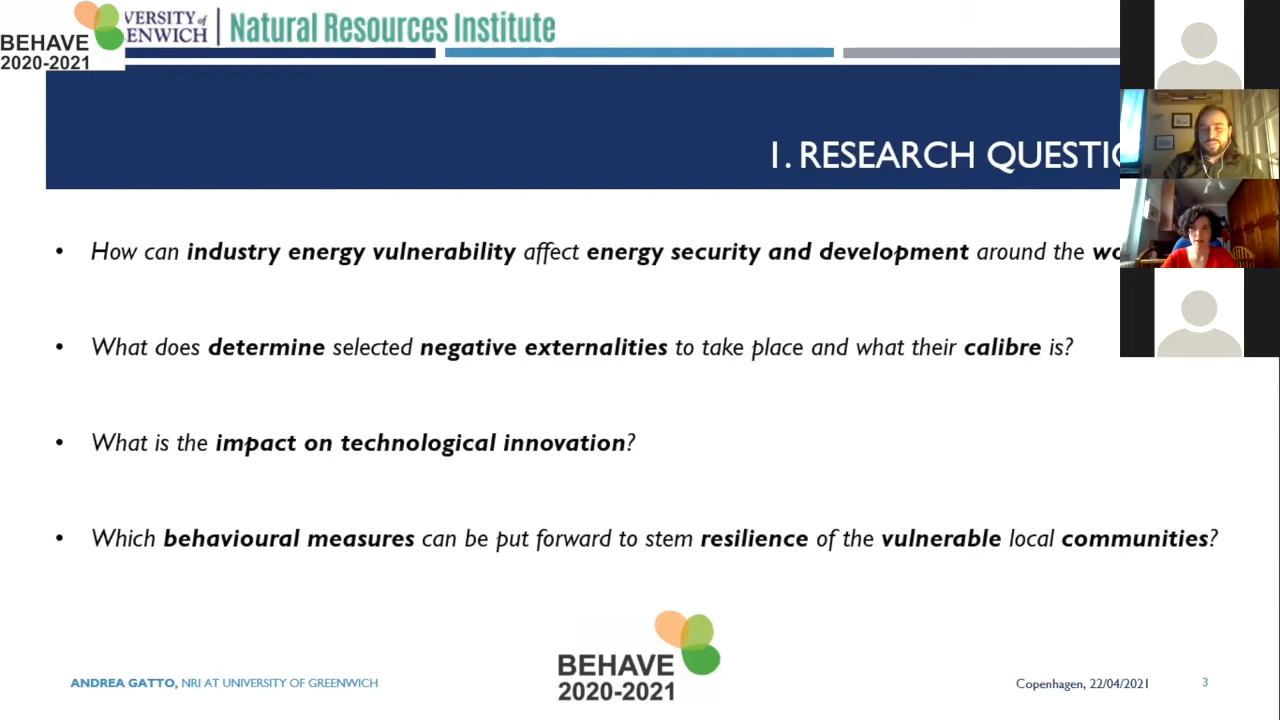 VERSITY of
ENWICH
Natural Resources Institute
BEHAVE
2020-2021
1. RESEARCH QUESTIO
• How can industry energy vulnerability affect energy security and development around the wo
• What does determine selected negative externalities to take place and what their calibre is?
• What is the impact on technological innovation?
• Which behavioural measures can be put forward to stem resilience of the vulnerable local communities?
BEHAVE
2020-2021
ANDREA GATTO, NRI AT UNIVERSITY OF GREENWICH
Copenhagen, 22/04/2021
3